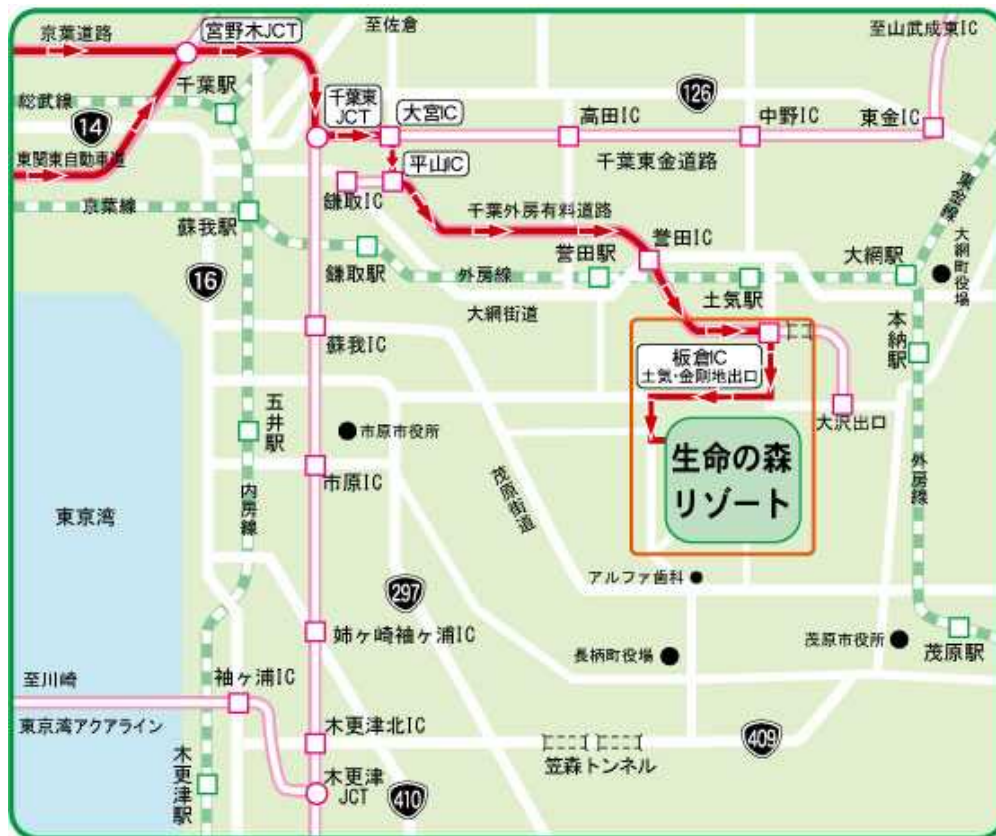 京葉道路
宮野木JCT
至佐倉
至山武成東IC
千葉駅
総武線
14
千葉東
JCT
大宮IC
126
高田IC
中野IC
東金IC
東関東自動車道
平山IC
千葉東金道路
京葉線
蘇我駅
鎌取IC
千葉外房有料道路
東金線
誉田IC
誉田駅
大網駅
大網町役場
16
鎌取駅
外房線
土気駅
大網街道
本納駅
蘇我IC
板倉IC
土気・金剛地出口
大沢出口
五井駅
市原市役所
生命の森
リゾート
市原IC
茂原街道
外房線
内房線
東京湾
アルファ歯科
297
姉ヶ崎袖ヶ浦IC
長柄町役場
茂原市役所
茂原駅
至川崎
袖ヶ浦IC
東京湾アクアライン
木更津北IC
409
笠森トンネル
木更津駅
木更津
JCT
410